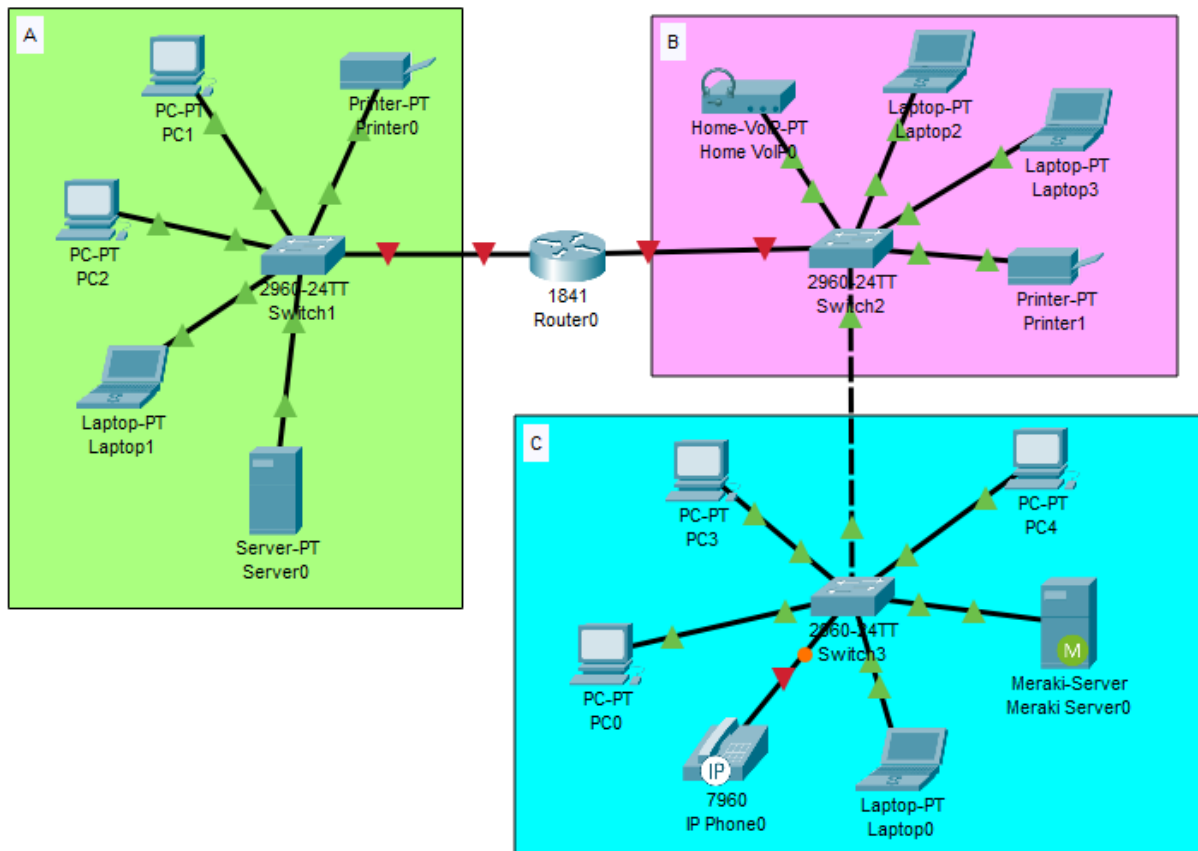 A
PC-PT
PC1
Printer-PT
Printer0
PC-PT
PC2
2960-24TT
Switch1
Laptop-PT
Laptop1
Server-PT
Server0
1841
Router0
B
Home-VoIP-PT
Home VoIP0
Laptop-PT
Laptop2
Laptop-PT
Laptop3
2960-24TT
Switch2
Printer-PT
Printer1
C
PC-PT
PC3
PC-PT
PC4
2960-24TT
Switch3
PC-PT
PC0
M
Meraki-Server
Meraki Server0
IP
7960
IP Phone0
Laptop-PT
Laptop0